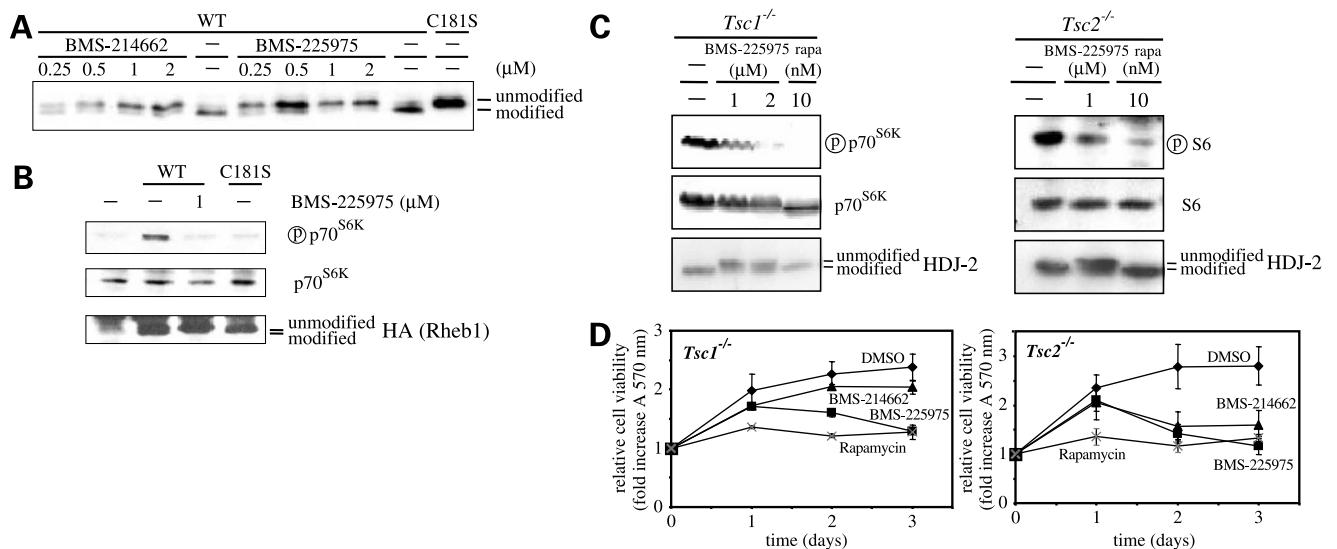 A
WT
C181S
BMS-214662
—
BMS-225975
—
—
0.25 0.5 1 2 — 0.25 0.5 1 2 — — (µM)
unmodified
modified
B
WT
C181S
— — 1 — BMS-225975 (µM)
Ⓟ p70S6K
p70S6K
unmodified
modified
HA (Rheb1)
C
Tsc1-/-
BMS-225975 rapa
— (µM) (nM)
— 1 2 10
Ⓟ p70S6K
p70S6K
unmodified
modified
HDJ-2
Tsc2-/-
BMS-225975 rapa
— (µM) (nM)
— 1 10
Ⓟ S6
S6
unmodified
modified
HDJ-2
D
relative cell viability
(fold increase A 570 nm)
3
2
1
0
Tsc1-/-
DMSO
BMS-214662
BMS-225975
Rapamycin
0 1 2 3
time (days)
relative cell viability
(fold increase A 570 nm)
3
2
1
0
Tsc2-/-
DMSO
BMS-214662
Rapamycin
BMS-225975
0 1 2 3
time (days)